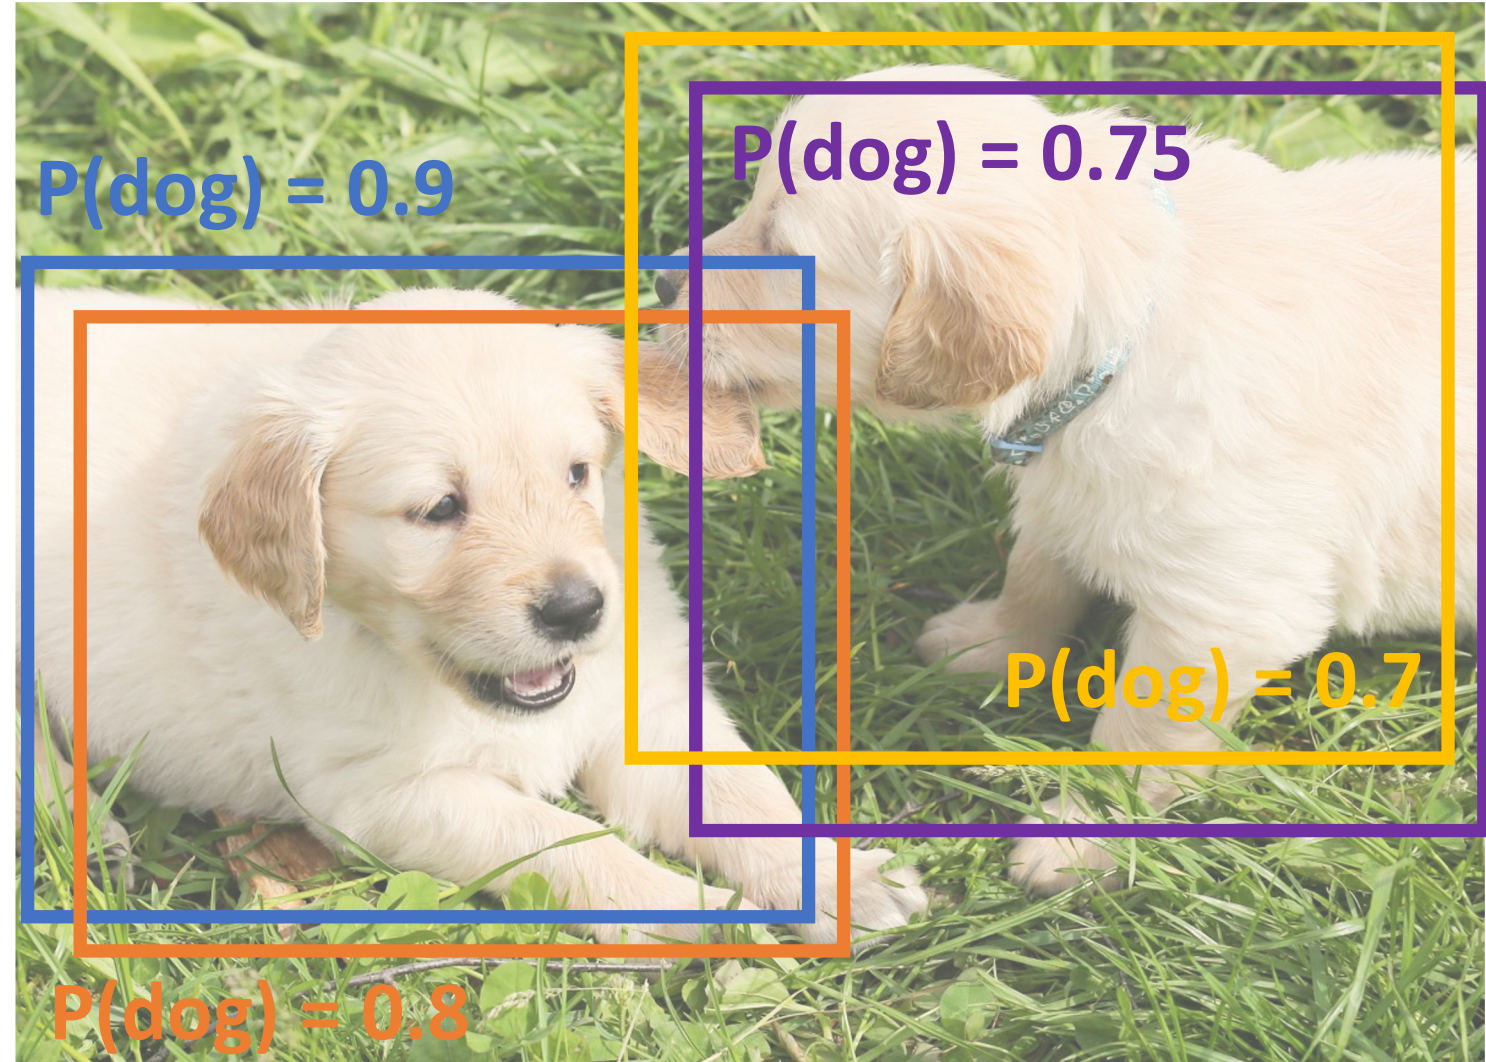 P(dog) = 0.75
P(dog) = 0.9
P(dog) = 0.7
P(dog) = 0.8